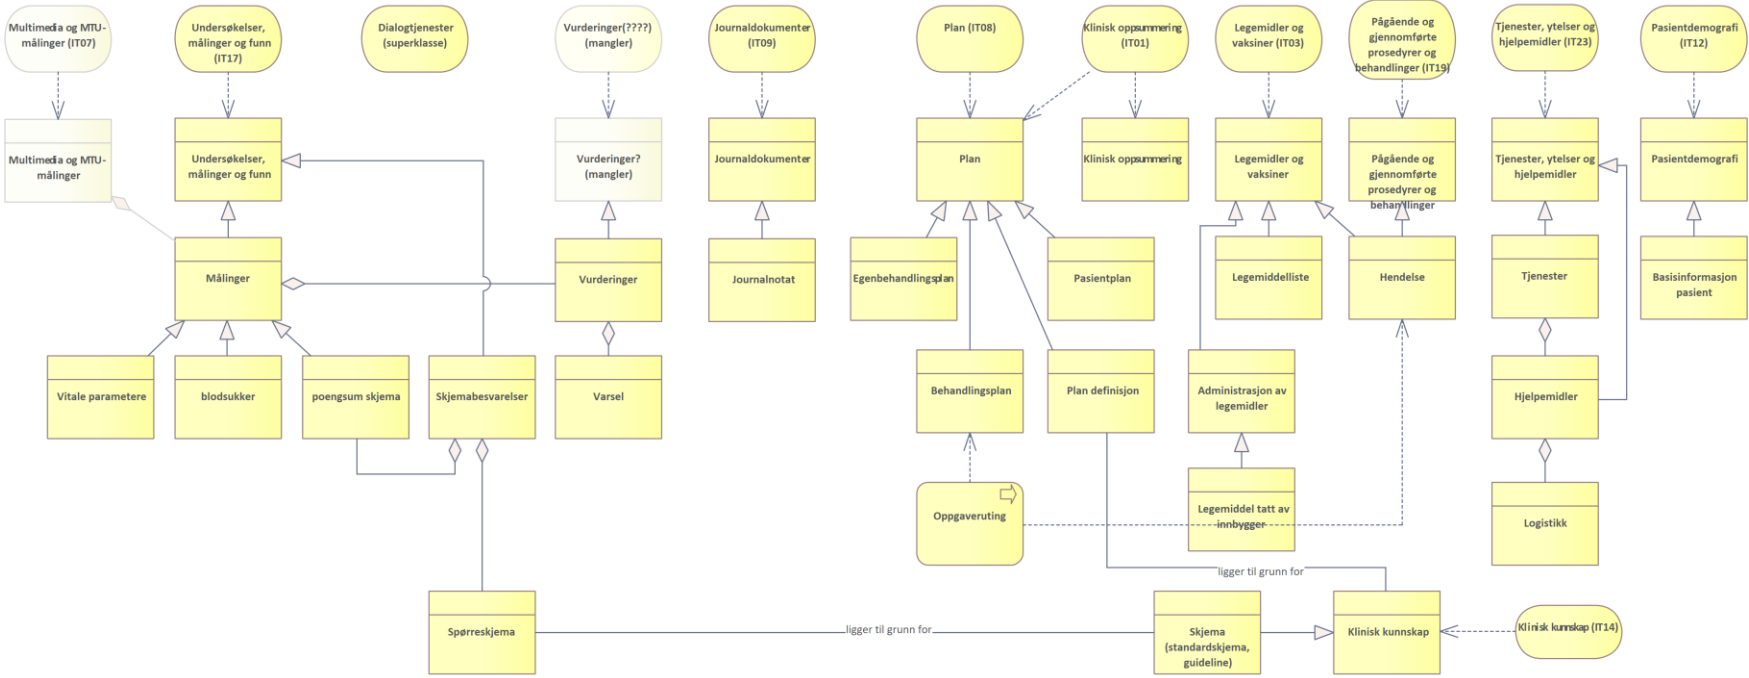 Multimedia og MTU-
målinger (IT07)
Undersøkelser,
målinger og funn
(IT17)
Dialogtjenester
(superklasse)
Vurderinger(????)
(mangler)
Journaldokumenter
(IT09)
Plan (IT08)
Klinisk oppsummering
(IT01)
Legemidler og
vaksiner (IT03)
Pågående og
gjennomførte
prosedyrer og
behandlinger (IT19)
Tjenester, ytelser og
hjelpemidler (IT23)
Pasientdemografi
(IT12)
Multimedia og MTU-
målinger
Undersøkelser,
målinger og funn
Vurderinger?
(mangler)
Journaldokumenter
Plan
Klinisk oppsummering
Legemidler og
vaksiner
Pågående og
gjennomførte
prosedyrer og
behandlinger
Tjenester, ytelser og
hjelpemidler
Pasientdemografi
Målinger
Vurderinger
Journalnotat
Egenbehandlingsplan
Pasientplan
Legemiddelliste
Hendelse
Tjenester
Basisinformasjon
pasient
Vitale parametere
blodsukker
poengsum skjema
Skjemabesvarelser
Varsel
Behandlingsplan
Plan definisjon
Administrasjon av
legemidler
Hjelpemidler
Oppgaveruting
Legemiddel tatt av
innbygger
Logistikk
ligger til grunn for
Spørreskjema
ligger til grunn for
Skjema
(standardskjema,
guideline)
Klinisk kunnskap
Klinisk kunnskap (IT14)